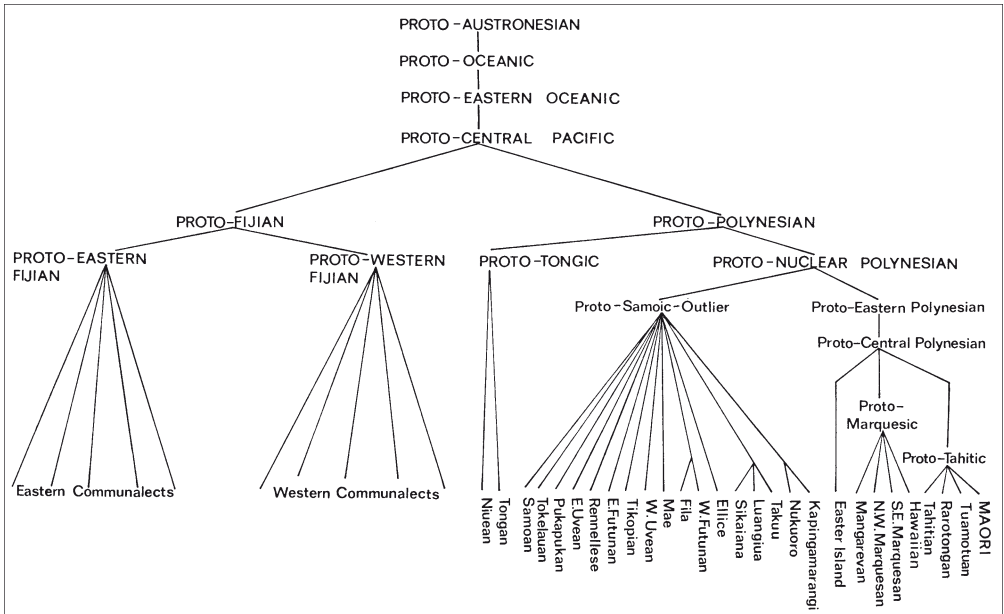 PROTO-AUSTRONESIAN
PROTO-OCEANIC
PROTO-EASTERN OCEANIC
PROTO-CENTRAL PACIFIC
PROTO-FIJIAN
PROTO-POLYNESIAN
PROTO-EASTERN
FIJIAN
PROTO-WESTERN
FIJIAN
PROTO-TONGIC
PROTO-NUCLEAR POLYNESIAN
Proto-Samoic-Outlier
Proto-Eastern Polynesian
Proto-Central Polynesian
Proto-
Marquesic
Proto-Tahitic
Eastern Communalects
Western Communalects
Niuean
Tongan
Samoan
Tokelauan
Pukapukan
E.Uvean
Rennellese
E.Futunan
Tikopian
W.Uvean
Mae
Fila
W.Futunan
Ellice
Sikaiana
Luangiua
Takuu
Nukuoro
Kapingamarangi
Easter Island
Mangarevan
N.W.Marquesan
S.E.Marquesan
Hawaiian
Tahitian
Rarotongan
Tuamotuan
MAORI